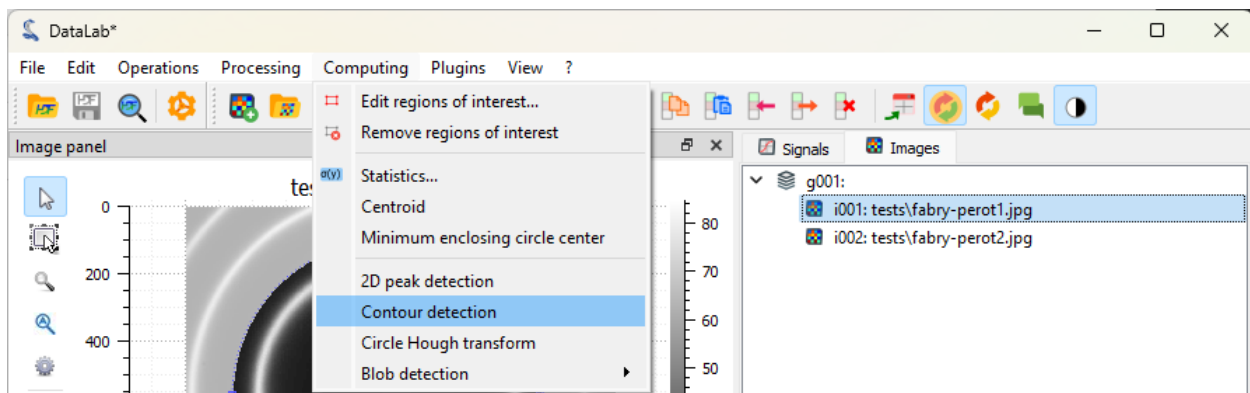 DataLab*
File Edit Operations Processing Computing Plugins View ?
Image panel
Edit regions of interest...
Remove regions of interest
σ(y) Statistics...
Centroid
Minimum enclosing circle center
2D peak detection
Contour detection
Circle Hough transform
Blob detection
tes
0
200
400
80
70
60
50
Signals Images
g001:
i001: tests\fabry-perot1.jpg
i002: tests\fabry-perot2.jpg